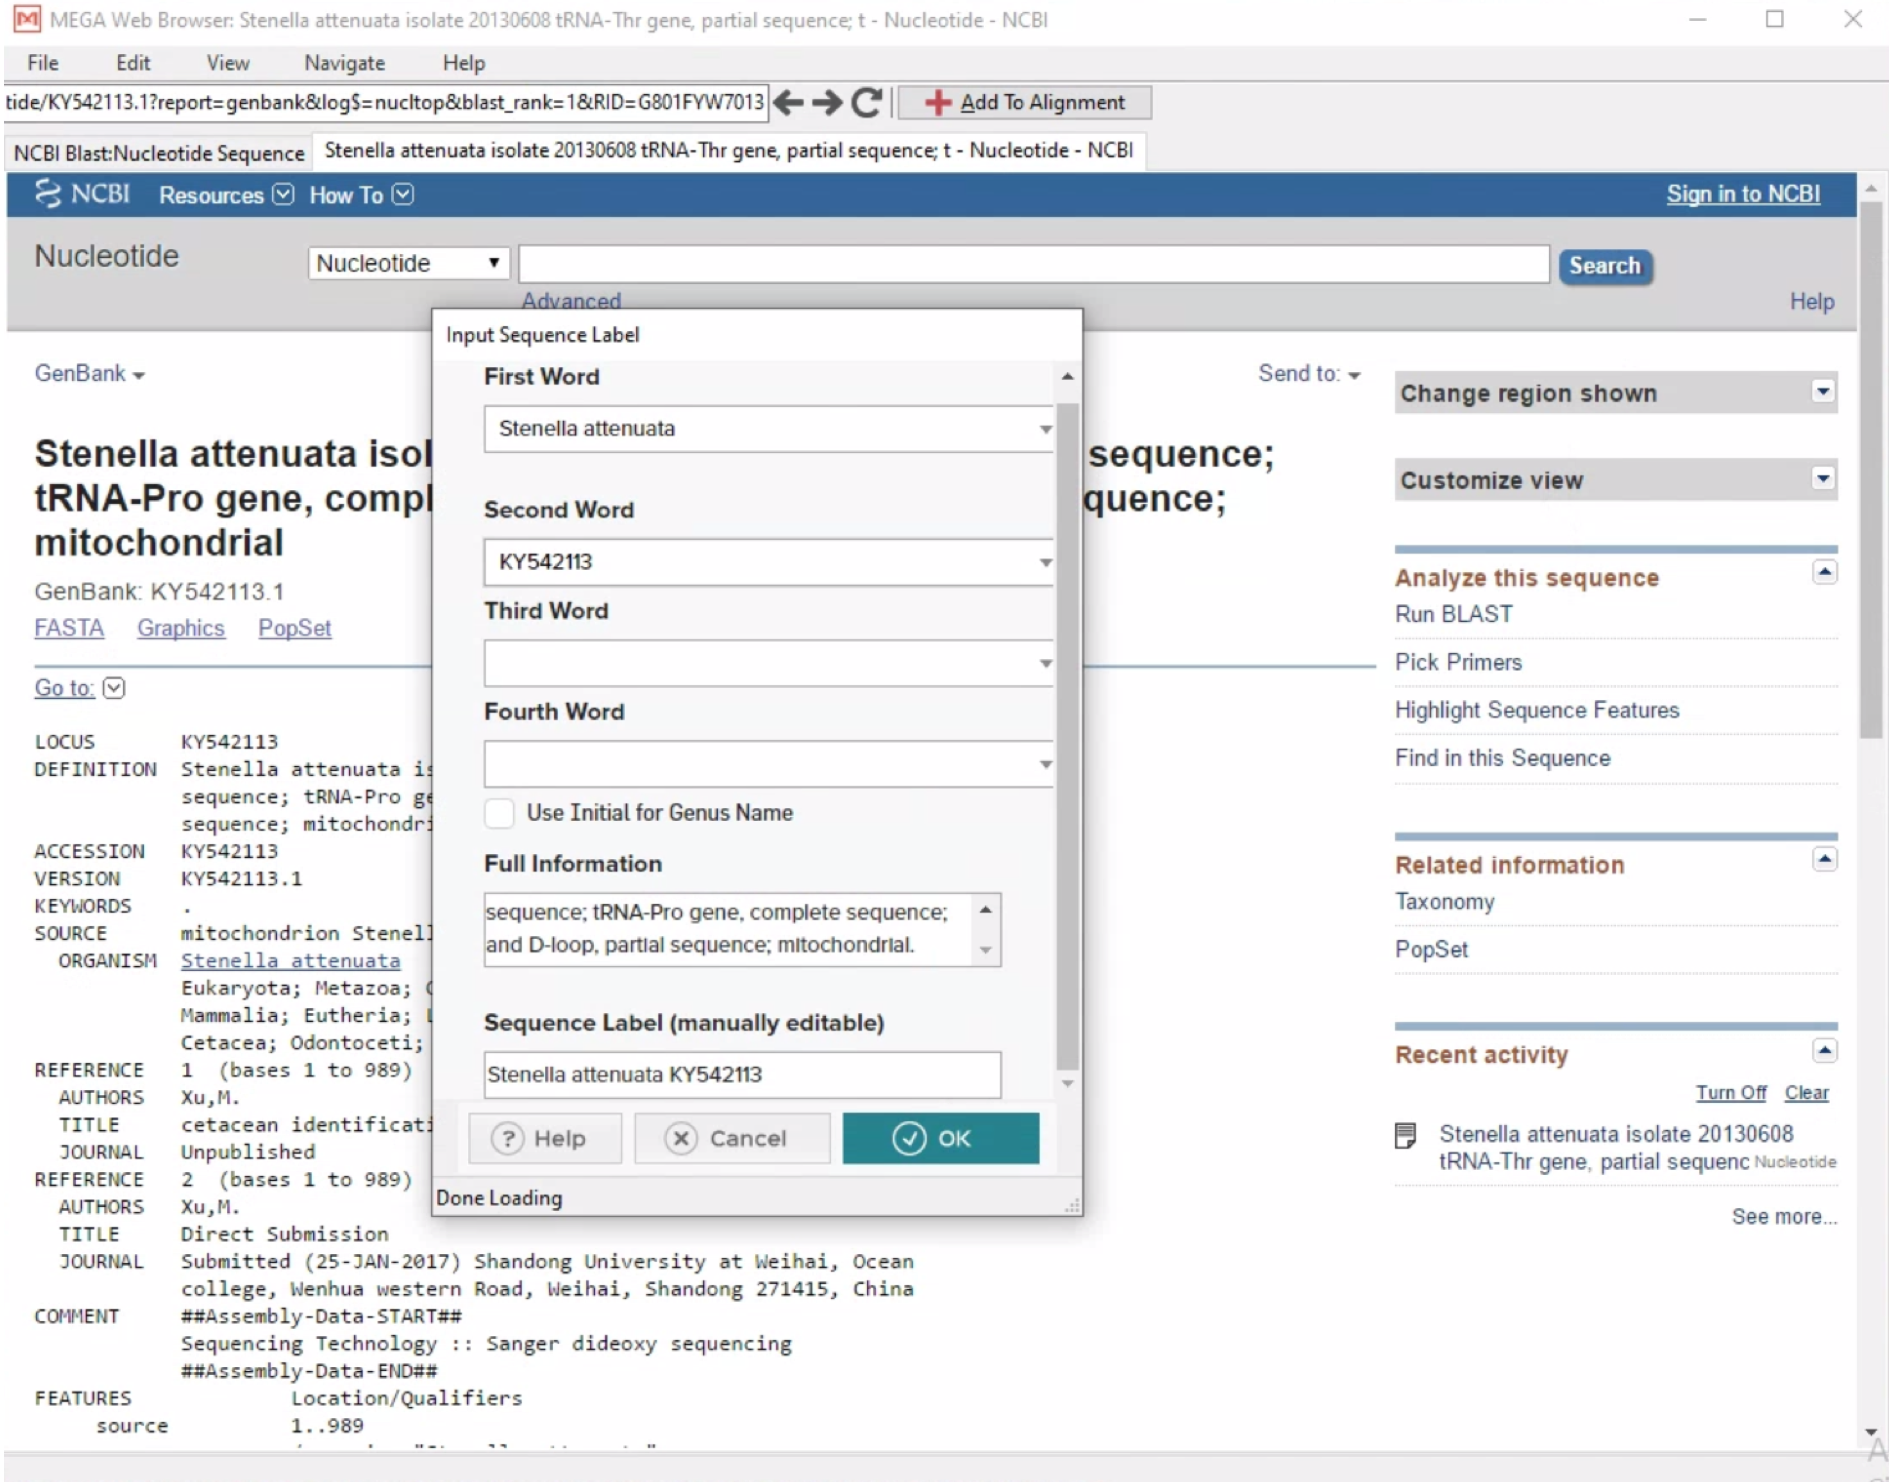 MEGA Web Browser: Stenella attenuata isolate 20130608 tRNA-Thr gene, partial sequence; t - Nucleotide - NCBI
File Edit View Navigate Help
tide/KY542113.1?report=genbank&log$=nucltop&blast_rank=1&RID=G801FYW7013 Add To Alignment
NCBI Blast:Nucleotide Sequence Stenella attenuata isolate 20130608 tRNA-Thr gene, partial sequence; t - Nucleotide - NCBI
NCBI Resources How To Sign in to NCBI
Nucleotide Nucleotide Search
Advanced Help
Input Sequence Label
First Word
Stenella attenuata
Second Word
KY542113
Third Word
Fourth Word
Use Initial for Genus Name
Full Information
sequence; tRNA-Pro gene, complete sequence;
and D-loop, partial sequence; mitochondrial.
Sequence Label (manually editable)
Stenella attenuata KY542113
Help Cancel OK
Done Loading
GenBank Send to:
Stenella attenuata isol sequence;
tRNA-Pro gene, compl quence;
mitochondrial
GenBank: KY542113.1
FASTA Graphics PopSet
Go to:
LOCUS KY542113
DEFINITION Stenella attenuata is
sequence; tRNA-Pro ge
sequence; mitochondri
ACCESSION KY542113
VERSION KY542113.1
KEYWORDS .
SOURCE mitochondrion Stenell
ORGANISM Stenella attenuata
Eukaryota; Metazoa;
Mammalia; Eutheria;
Cetacea; Odontoceti;
REFERENCE 1 (bases 1 to 989)
AUTHORS Xu,M.
TITLE cetacean identificati
JOURNAL Unpublished
REFERENCE 2 (bases 1 to 989)
AUTHORS Xu,M.
TITLE Direct Submission
JOURNAL Submitted (25-JAN-2017) Shandong University at Weihai, Ocean
college, Wenhua western Road, Weihai, Shandong 271415, China
COMMENT ##Assembly-Data-START##
Sequencing Technology :: Sanger dideoxy sequencing
##Assembly-Data-END##
FEATURES Location/Qualifiers
source 1..989
Change region shown
Customize view
Analyze this sequence
Run BLAST
Pick Primers
Highlight Sequence Features
Find in this Sequence
Related information
Taxonomy
PopSet
Recent activity
Turn Off Clear
Stenella attenuata isolate 20130608
tRNA-Thr gene, partial sequenc Nucleotide
See more...